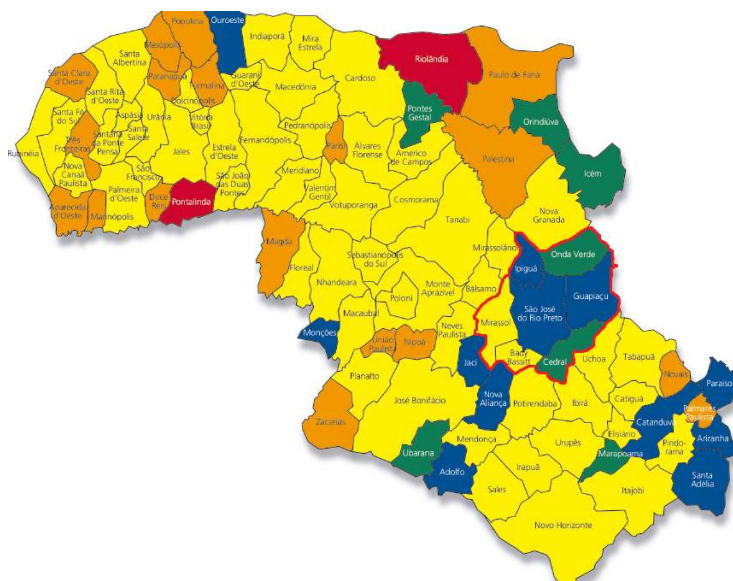 Ouroeste
Populina
Mesópolis
Santa
Albertina
Indiaporã
Mira
Estrela
Riolândia
Paulo de Faria
Santa Clara
d'Oeste
Paranapuã
Turmalina
Guarani
d'Oeste
Cardoso
Santa Rita
d'Oeste
Dolcinópolis
Macedônia
Pontes
Gestal
Orindiúva
Santa Fé
do Sul
Aspásia
Urânia
Vitória
Brasil
Santa
Salete
Pedranópolis
Três
Fronteiras
Santana
da Ponte
Pensa
Fernandópolis
Parisi
Álvares
Florense
Américo
de Campos
Rubinéia
Jales
Estrela
d'Oeste
Palestina
Icém
Nova
Canaã
Paulista
São
Francisco
Meridiano
Palmeira
d'Oeste
São João
das Duas
Pontes
Valentim
Gentil
Cosmorama
Votuporanga
Nova
Granada
Aparecida
d'Oeste
Marinópolis
Dirce
Reis
Pontalinda
Tanabi
Magda
Floreal
Sebastianópolis
do Sul
Mirassolând
Onda Verde
Ipiguá
Nhandeara
Monte
Aprazível
Bálsamo
Guapiaçu
Poloni
São José
do Rio Preto
Macaubal
Mirassol
Monções
Neves
Paulista
União
Paulista
Nipoã
Bady
Bassitt
Cedral
Uchoa
Tabapuã
Jaci
Planalto
Novais
Paraíso
José Bonifácio
Nova
Aliança
Potirendaba
Ibirá
Catiguá
Palmares
Paulista
Zacarias
Catanduva
Elisiário
Ariranha
Mendonça
Urupês
Pindo-
rama
Ubarana
Marapoama
Adolfo
Irapuã
Santa
Adélia
Sales
Itajobi
Novo Horizonte